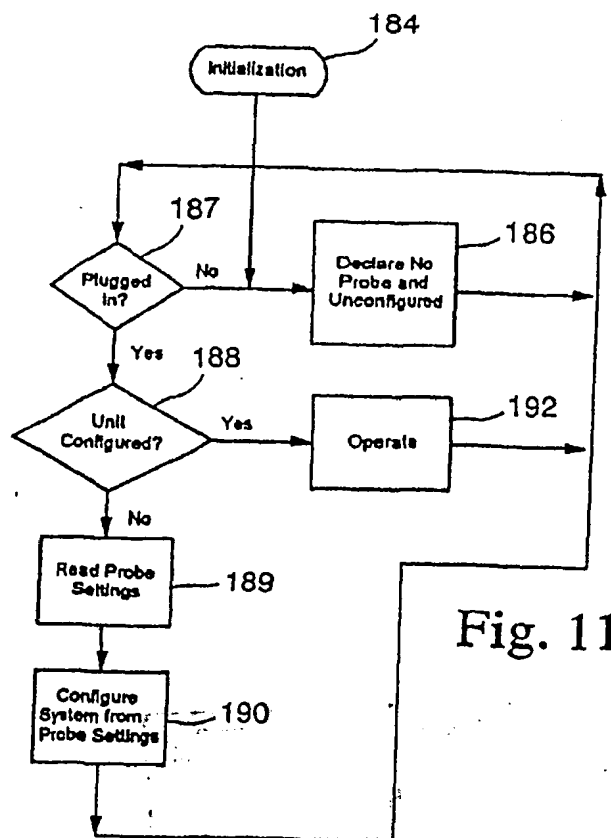 184
Initialization
187
Plugged
In?
No
186
Declare No
Probe and
Unconfigured
Yes
188
Unit
Configured?
Yes
192
Operate
No
Read Probe
Settings
189
Configure
System from
Probe Settings
190
Fig. 11